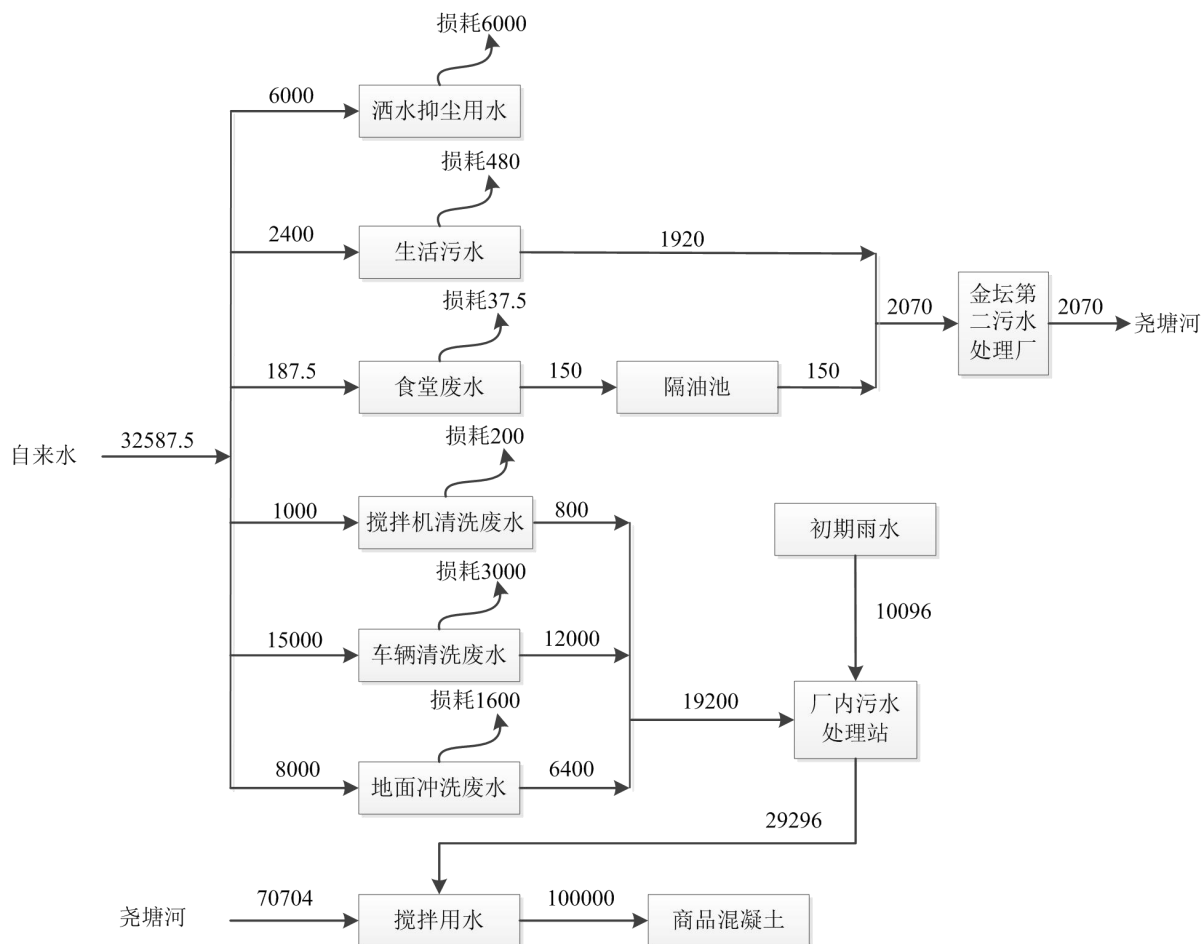 损耗6000
6000
洒水抑尘用水
损耗480
2400
生活污水
1920
损耗37.5
187.5
食堂废水
150
隔油池
150
2070
金坛第
二污水
处理厂
2070
尧塘河
自来水
32587.5
损耗200
1000
搅拌机清洗废水
800
初期雨水
10096
损耗3000
15000
车辆清洗废水
12000
19200
厂内污水
处理站
损耗1600
8000
地面冲洗废水
6400
29296
尧塘河
70704
搅拌用水
100000
商品混凝土